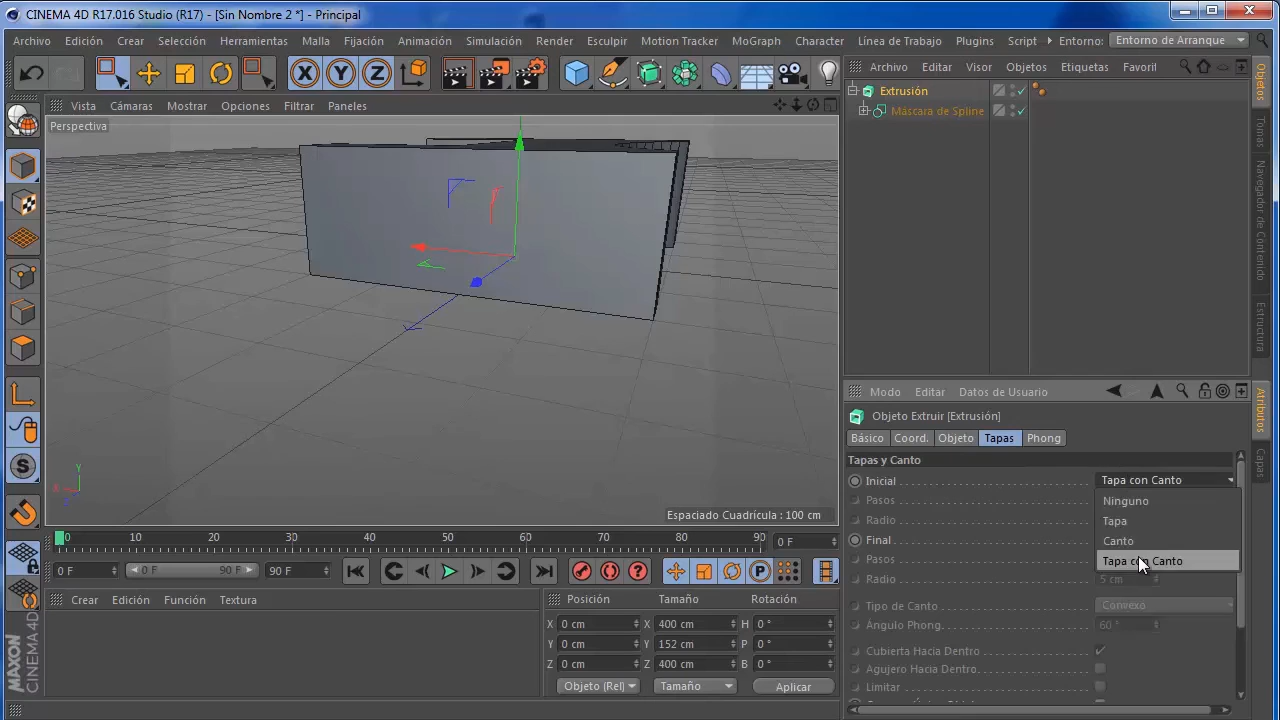 CINEMA 4D R17.016 Studio (R17) - [Sin Nombre 2 *] - Principal
Archivo Edición Crear Selección Herramientas Malla Fijación Animación Simulación Render Esculpir Motion Tracker MoGraph Character Línea de Trabajo Plugins Script Entorno: Entorno de Arranque
X Y Z
Archivo Editar Visor Objetos Etiquetas Favorit
Extrusión
Máscara de Spline
Objetos
Tomas
Navegador de Contenido
Estructura
Vista Cámaras Mostrar Opciones Filtrar Paneles
Perspectiva
Y
Espaciado Cuadrícula : 100 cm
Modo Editar Datos de Usuario
Objeto Extruir [Extrusión]
Básico Coord. Objeto Tapas Phong
Tapas y Canto
Inicial Tapa con Canto
Pasos
Radio
Final
Pasos
Radio 5 cm
Tipo de Canto Convexo
Ángulo Phong 60 °
Cubierta Hacia Dentro
Agujero Hacia Dentro
Limitar
Ninguno
Tapa
Canto
Tapa con Canto
Atributos
Capas
0 10 20 30 40 50 60 70 80 90 0 F
0 F 0 F 90 F 90 F
P
S
Crear Edición Función Textura
Posición Tamaño Rotación
X 0 cm X 400 cm H 0 °
Y 0 cm Y 152 cm P 0 °
Z 0 cm Z 400 cm B 0 °
Objeto (Rel) Tamaño Aplicar
MAXON
CINEMA 4D